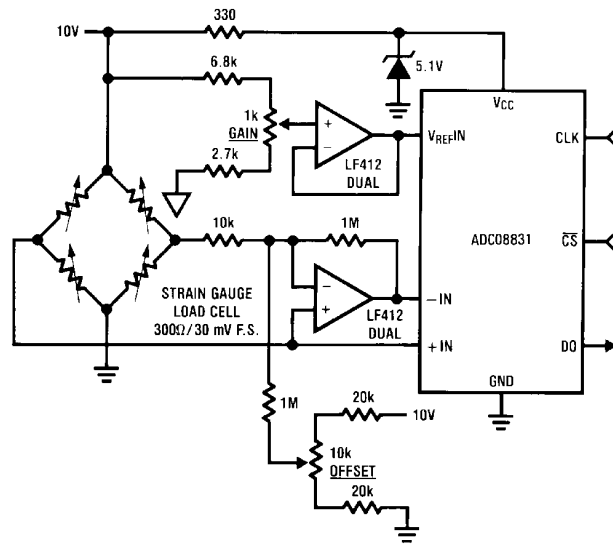 10V
330
5.1V
6.8k
1k
GAIN
2.7k
LF412
DUAL
VCC
VREFIN
CLK
ADC08831
CS
10k
1M
STRAIN GAUGE
LOAD CELL
300Ω/30 mV F.S.
LF412
DUAL
–IN
+IN
DO
GND
1M
20k
10V
10k
OFFSET
20k
+
–
–
+